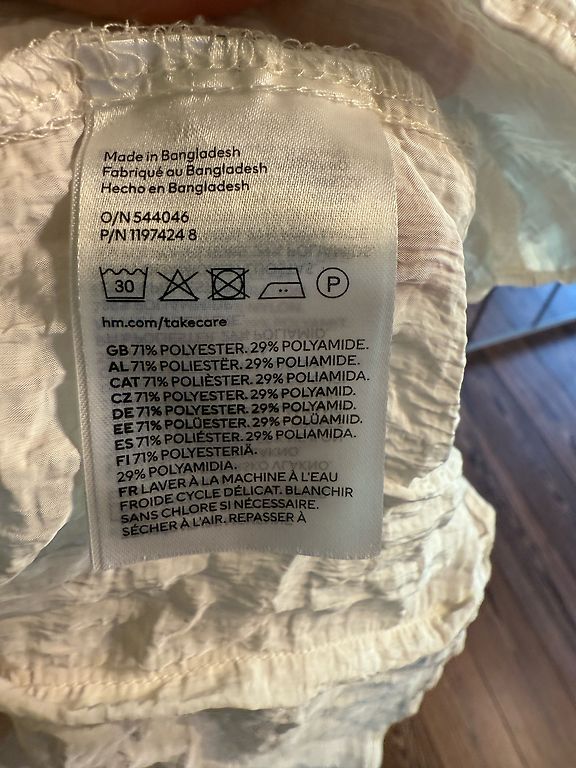 Made in Bangladesh
Fabriqué au Bangladesh
Hecho en Bangladesh
O/N 544046
P/N 1197424 8
30
P
hm.com/takecare
GB 71% POLYESTER. 29% POLYAMIDE.
AL 71% POLIESTËR. 29% POLIAMIDE.
CAT 71% POLIÈSTER. 29% POLIAMIDA.
CZ 71% POLYESTER. 29% POLYAMID.
DE 71% POLYESTER. 29% POLYAMID.
EE 71% POLÜESTER. 29% POLÜAMIID.
ES 71% POLIÉSTER. 29% POLIAMIDA.
FI 71% POLYESTERIÄ.
29% POLYAMIDIA.
FR LAVER À LA MACHINE À L'EAU
FROIDE CYCLE DÉLICAT. BLANCHIR
SANS CHLORE SI NÉCESSAIRE.
SÉCHER À L'AIR. REPASSER À